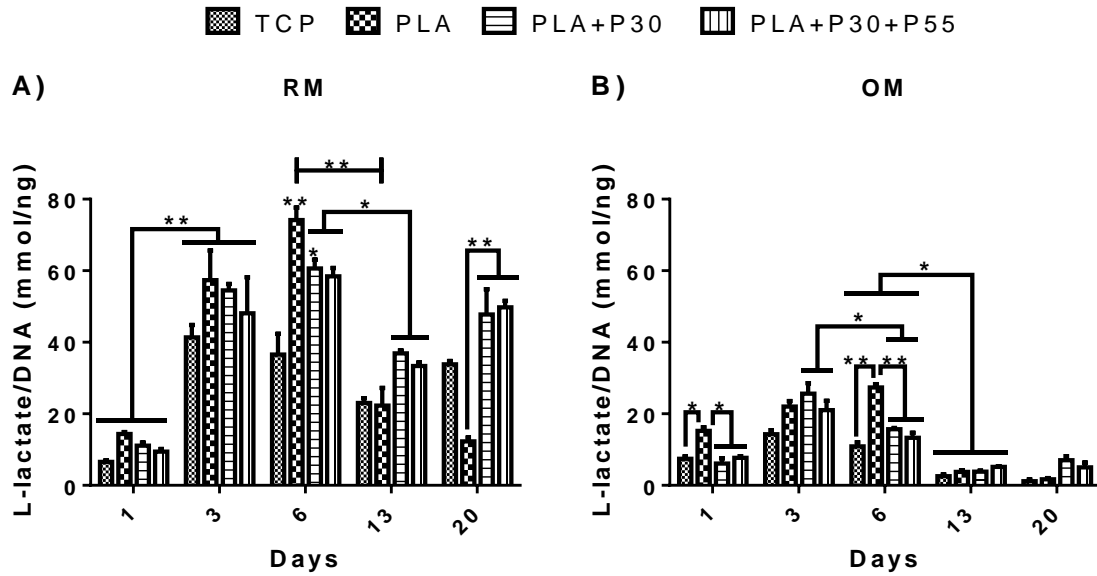 TCP PLA PLA+P30 PLA+P30+P55
A) RM
B) OM
L-lactate/DNA (mmol/ng)
80
60
40
20
0
** ** ** * * **
1 3 6 13 20
Days
L-lactate/DNA (mmol/ng)
80
60
40
20
0
* * * * ** **
1 3 6 13 20
Days